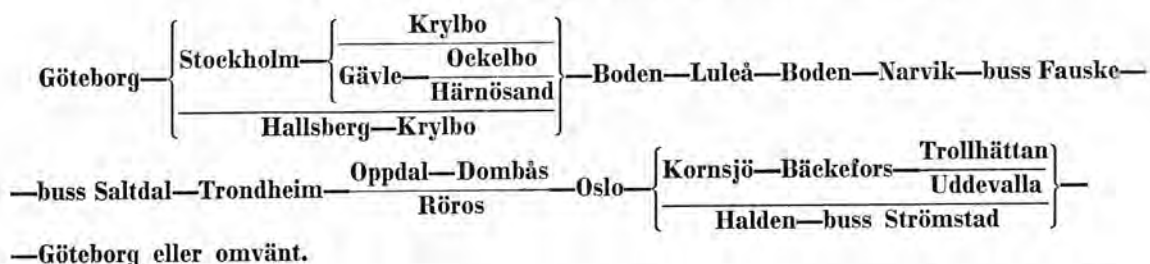 Krylbo
Göteborg—Stockholm—Gävle—Ockelbo
Härnösand—Boden—Luleå—Boden—Narvik—buss Fauske—
Hallsberg—Krylbo
—buss Saltdal—Trondheim—Oppdal—Dombås
Röros—Oslo—Kornsjö—Bäckefors—Trollhättan
Uddevalla—
Halden—buss Strömstad
—Göteborg eller omvänt.